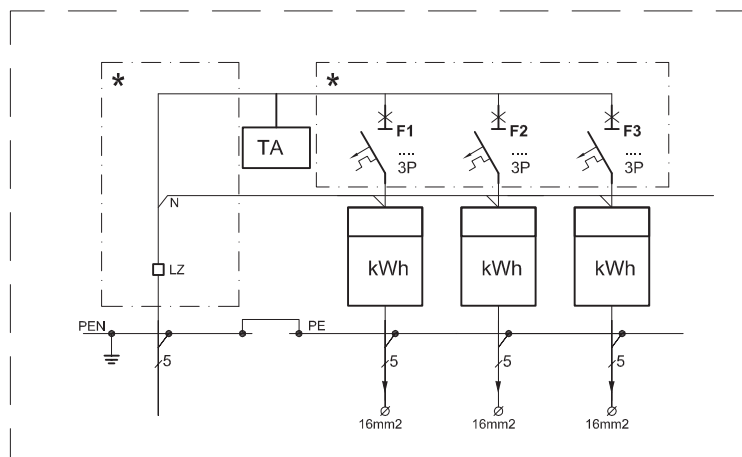 *
*
TA
F1
....
3P
F2
....
3P
F3
....
3P
N
kWh
kWh
kWh
LZ
PEN
PE
5
5
5
5
16mm2
16mm2
16mm2